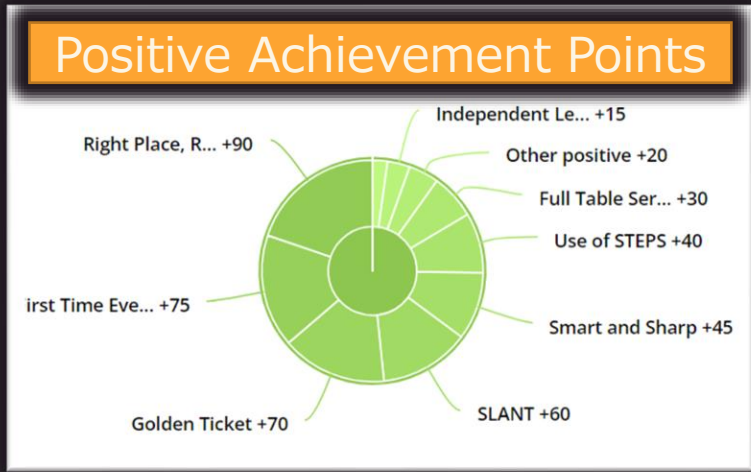 Positive Achievement Points
Independent Le... +15
Right Place, R... +90
Other positive +20
Full Table Ser... +30
Use of STEPS +40
irst Time Eve... +75
Smart and Sharp +45
SLANT +60
Golden Ticket +70